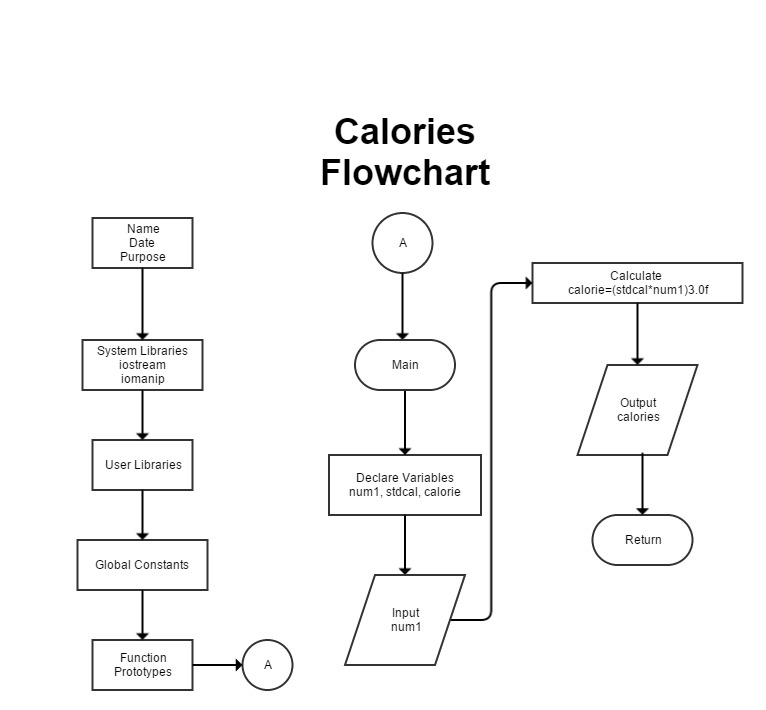 Calories
Flowchart
Name
Date
Purpose
System Libraries
iostream
iomanip
User Libraries
Global Constants
Function
Prototypes
A
A
Main
Declare Variables
num1, stdcal, calorie
Input
num1
Calculate
calorie=(stdcal*num1)3.0f
Output
calories
Return